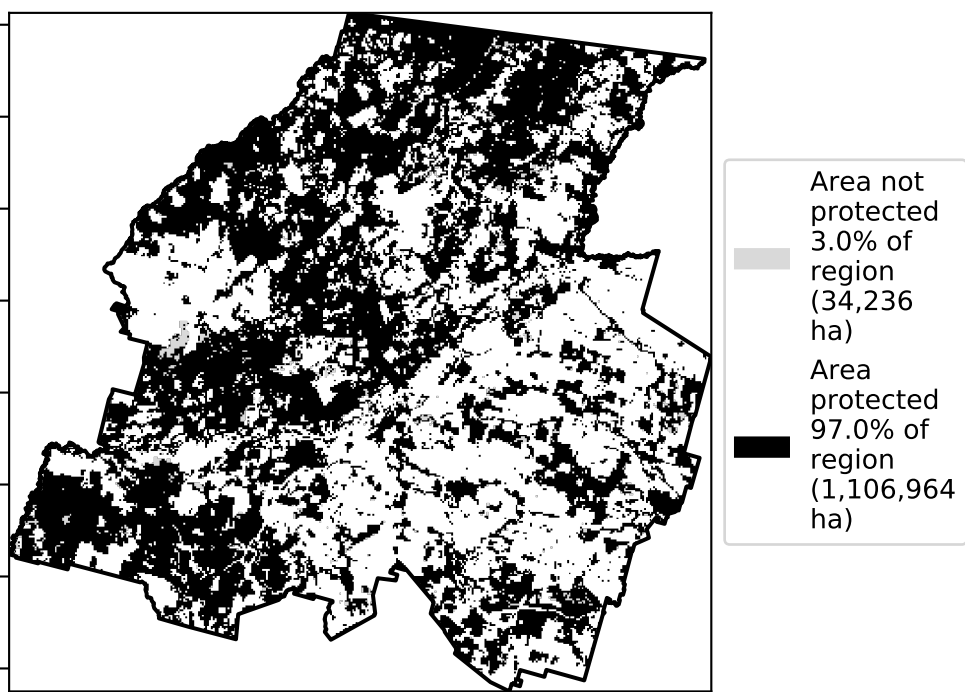 Area not
protected
3.0% of
region
(34,236
ha)
Area
protected
97.0% of
region
(1,106,964
ha)